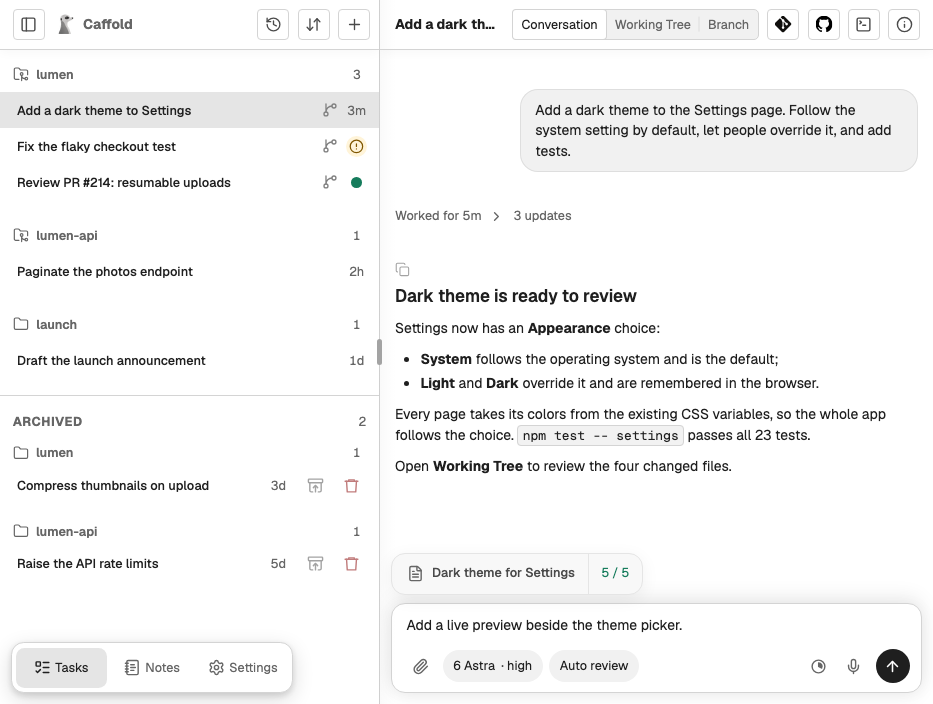 Caffold
lumen 3
Add a dark theme to Settings 3m
Fix the flaky checkout test
Review PR #214: resumable uploads
lumen-api 1
Paginate the photos endpoint 2h
launch 1
Draft the launch announcement 1d
ARCHIVED 2
lumen 1
Compress thumbnails on upload 3d
lumen-api 1
Raise the API rate limits 5d
Tasks Notes Settings
Add a dark th... Conversation Working Tree Branch
Add a dark theme to the Settings page. Follow the
system setting by default, let people override it, and add
tests.
Worked for 5m 3 updates
Dark theme is ready to review
Settings now has an Appearance choice:
• System follows the operating system and is the default;
• Light and Dark override it and are remembered in the browser.
Every page takes its colors from the existing CSS variables, so the whole app
follows the choice. npm test -- settings passes all 23 tests.
Open Working Tree to review the four changed files.
Dark theme for Settings 5 / 5
Add a live preview beside the theme picker.
6 Astra · high Auto review